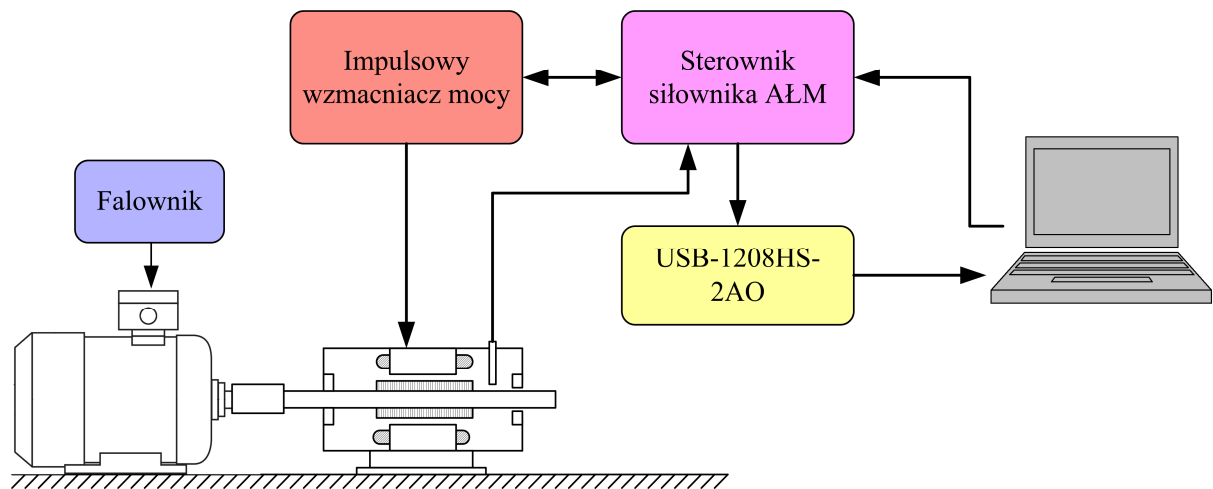 Impulsowy
wzmacniacz mocy
Sterownik
siłownika AŁM
Falownik
USB-1208HS-
2AO